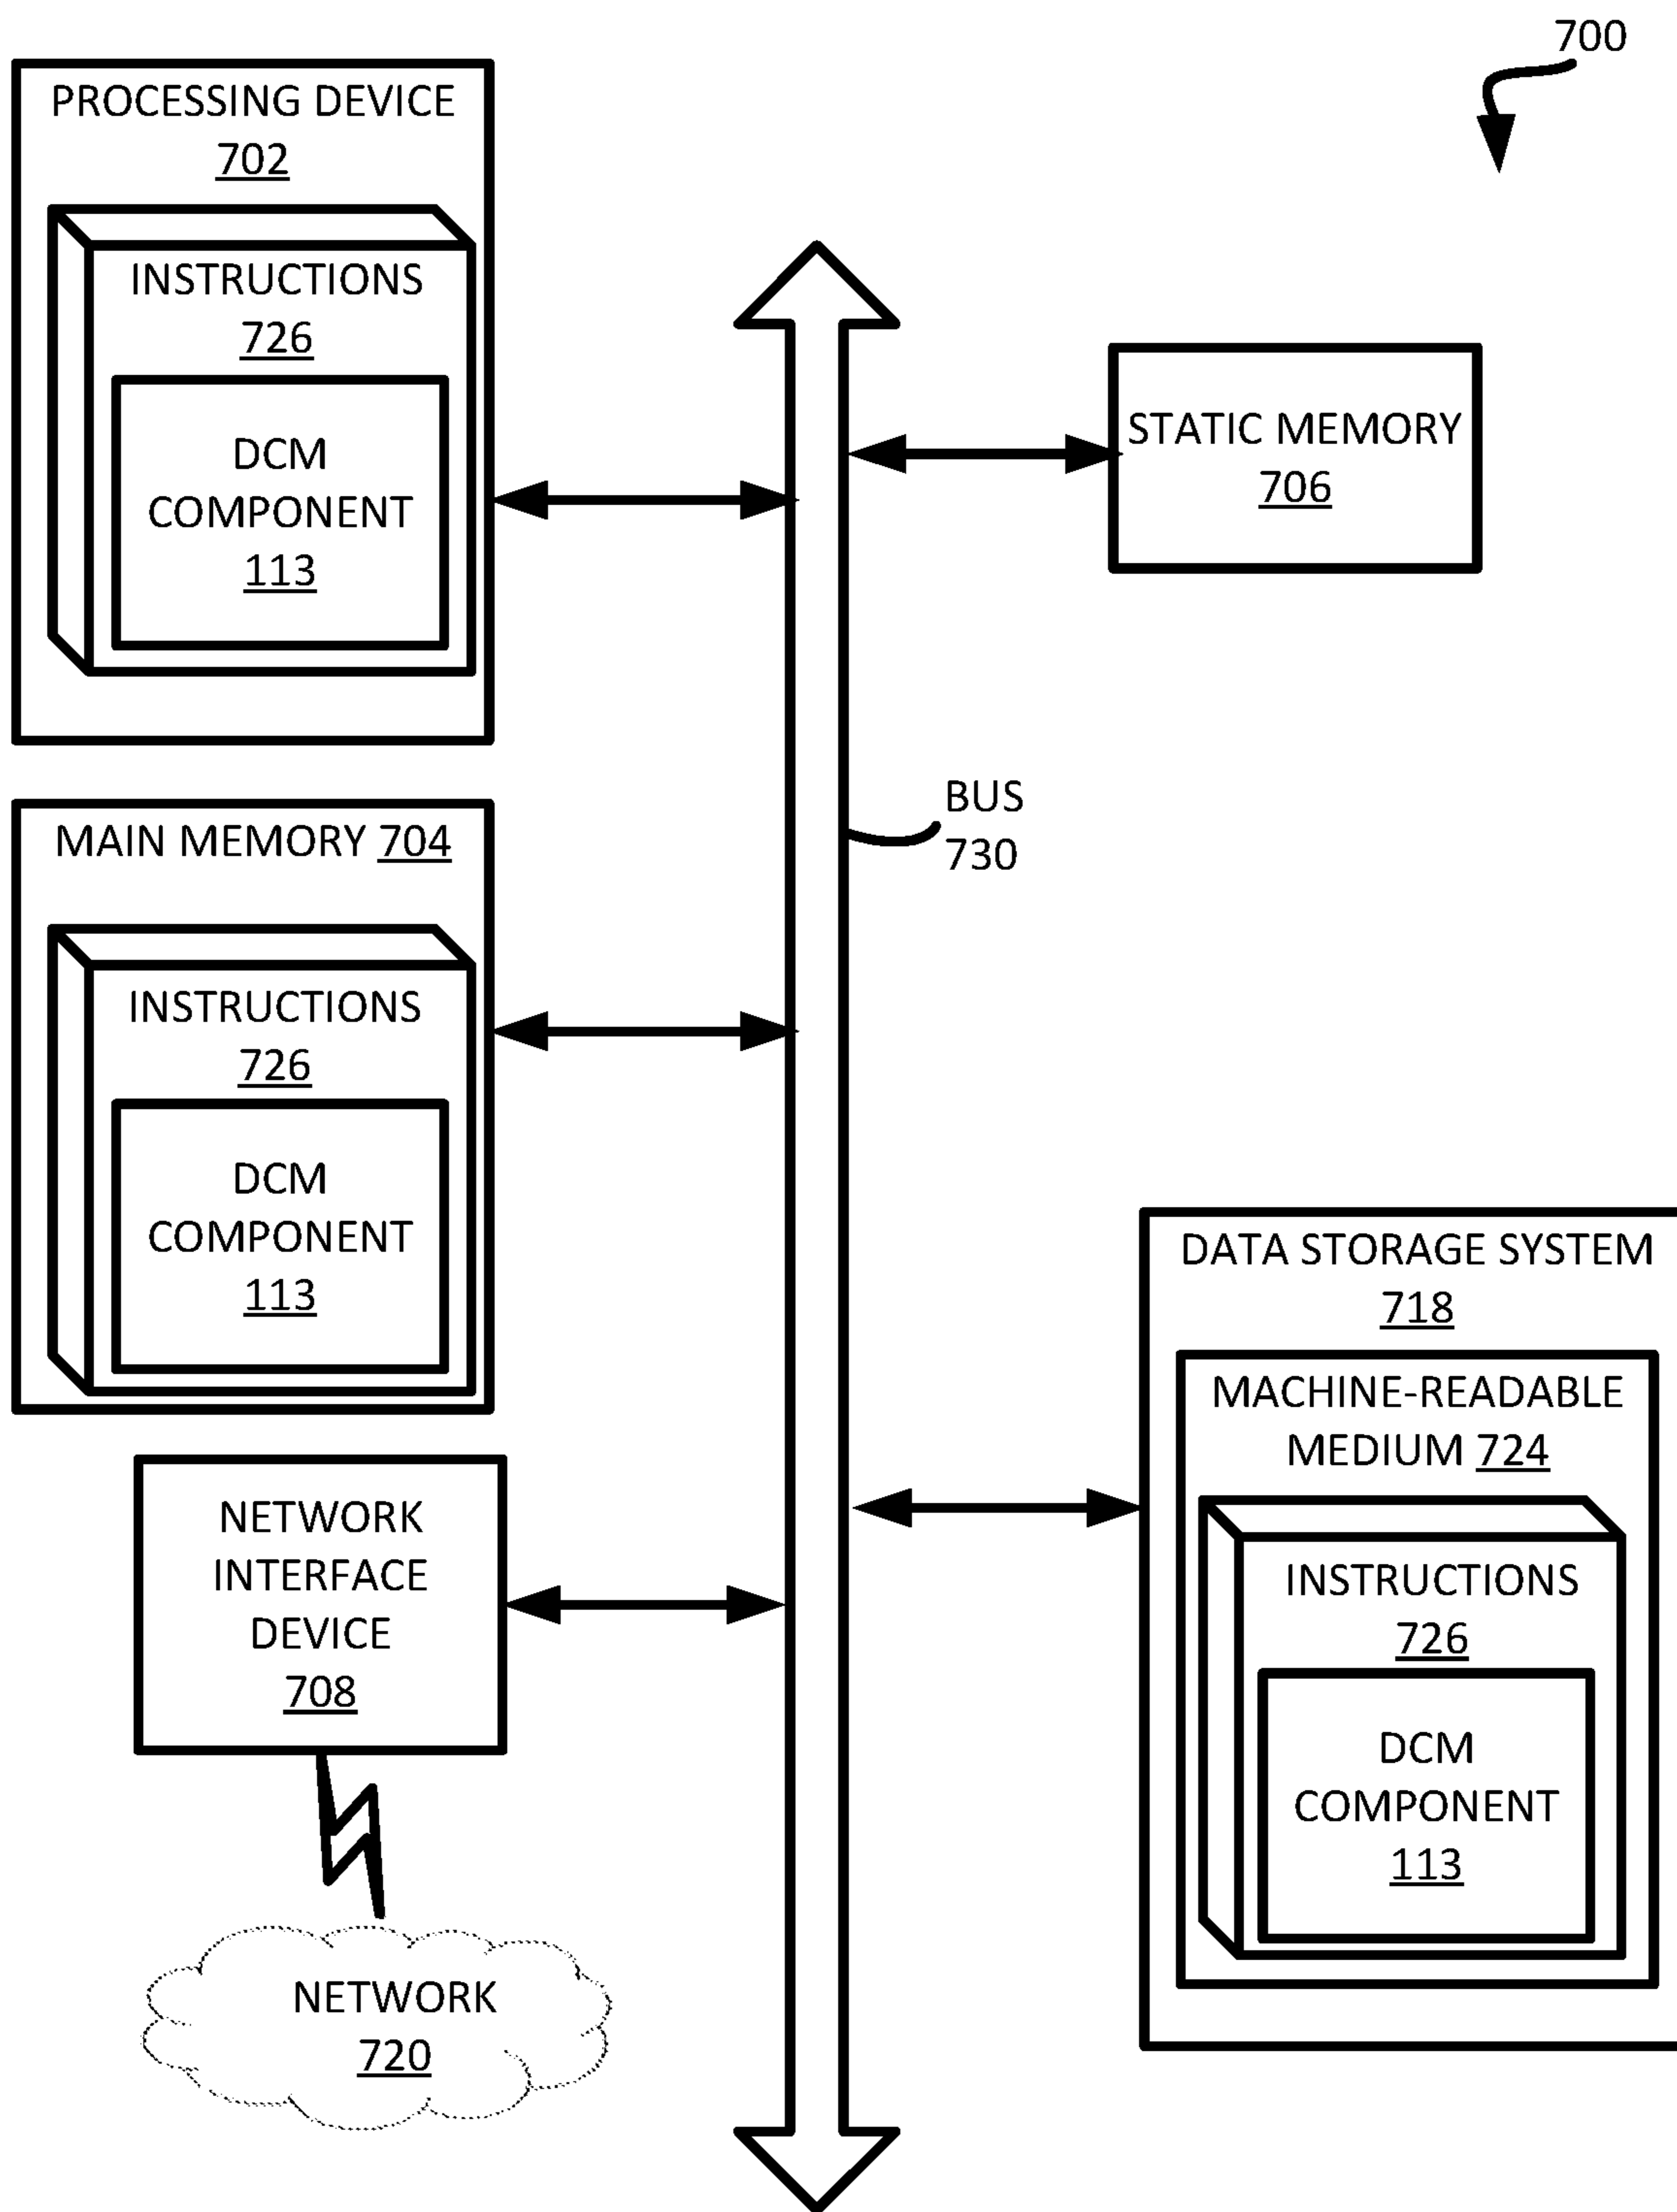 700
PROCESSING DEVICE
702
INSTRUCTIONS
726
DCM
COMPONENT
113
STATIC MEMORY
706
BUS
730
MAIN MEMORY 704
INSTRUCTIONS
726
DCM
COMPONENT
113
DATA STORAGE SYSTEM
718
MACHINE-READABLE
MEDIUM 724
INSTRUCTIONS
726
DCM
COMPONENT
113
NETWORK
INTERFACE
DEVICE
708
NETWORK
720